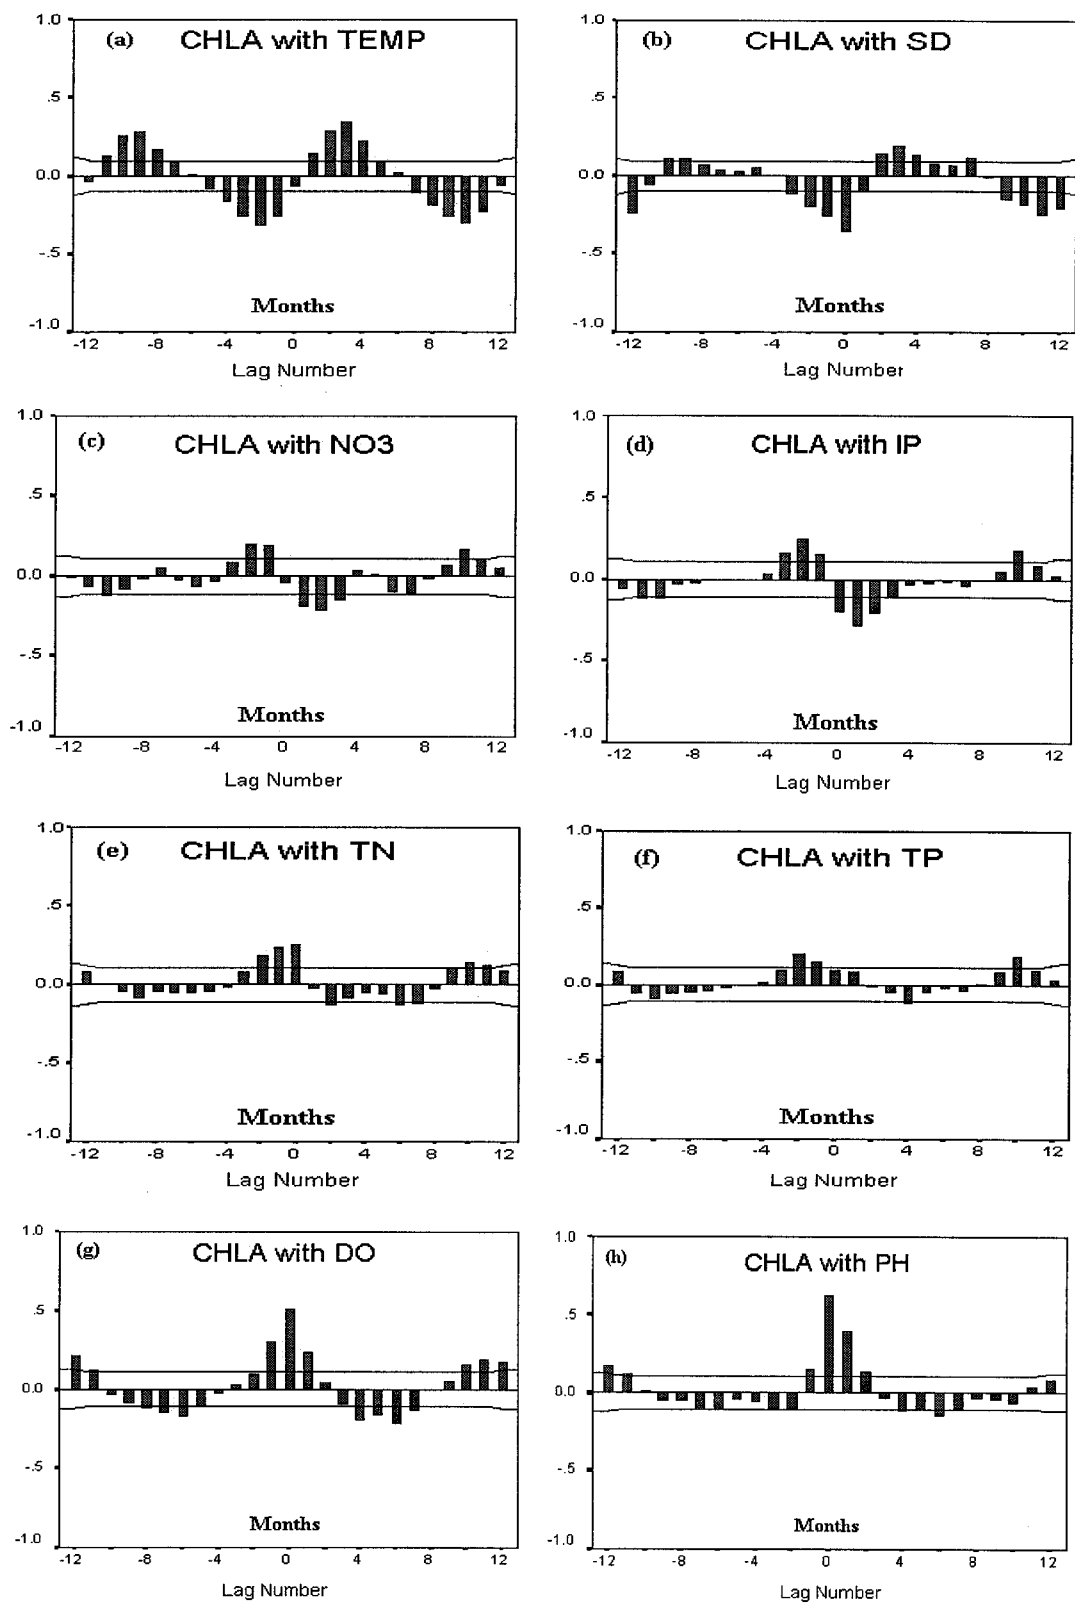 (a) CHLA with TEMP
1.0
.5
0.0
-.5
-1.0
Months
-12 -8 -4 0 4 8 12
Lag Number
(b) CHLA with SD
1.0
.5
0.0
-.5
-1.0
Months
-12 -8 -4 0 4 8 12
Lag Number
(c) CHLA with NO3
1.0
.5
0.0
-.5
-1.0
Months
-12 -8 -4 0 4 8 12
Lag Number
(d) CHLA with IP
1.0
.5
0.0
-.5
-1.0
Months
-12 -8 -4 0 4 8 12
Lag Number
(e) CHLA with TN
1.0
.5
0.0
-.5
-1.0
Months
-12 -8 -4 0 4 8 12
Lag Number
(f) CHLA with TP
1.0
.5
0.0
-.5
-1.0
Months
-12 -8 -4 0 4 8 12
Lag Number
(g) CHLA with DO
1.0
.5
0.0
-.5
-1.0
Months
-12 -8 -4 0 4 8 12
Lag Number
(h) CHLA with PH
1.0
.5
0.0
-.5
-1.0
Months
-12 -8 -4 0 4 8 12
Lag Number